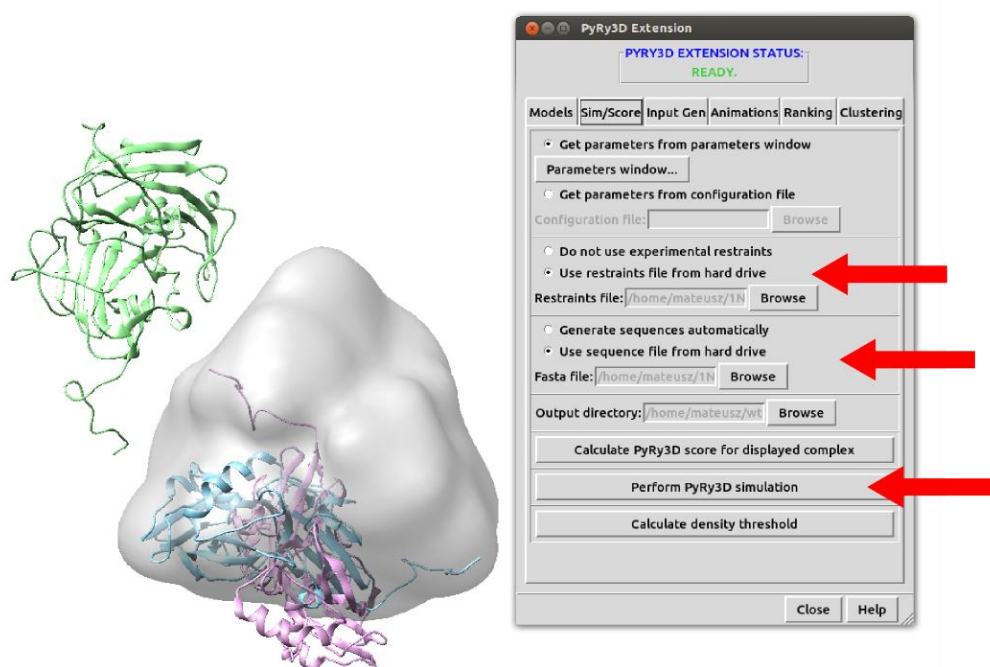 PyRy3D Extension
PYRY3D EXTENSION STATUS:
READY.
Models Sim/Score Input Gen Animations Ranking Clustering
Get parameters from parameters window
Parameters window...
Get parameters from configuration file
Configuration file: Browse
Do not use experimental restraints
Use restraints file from hard drive
Restraints file: /home/mateusz/1N Browse
Generate sequences automatically
Use sequence file from hard drive
Fasta file: /home/mateusz/1N Browse
Output directory: /home/mateusz/wt Browse
Calculate PyRy3D score for displayed complex
Perform PyRy3D simulation
Calculate density threshold
Close Help